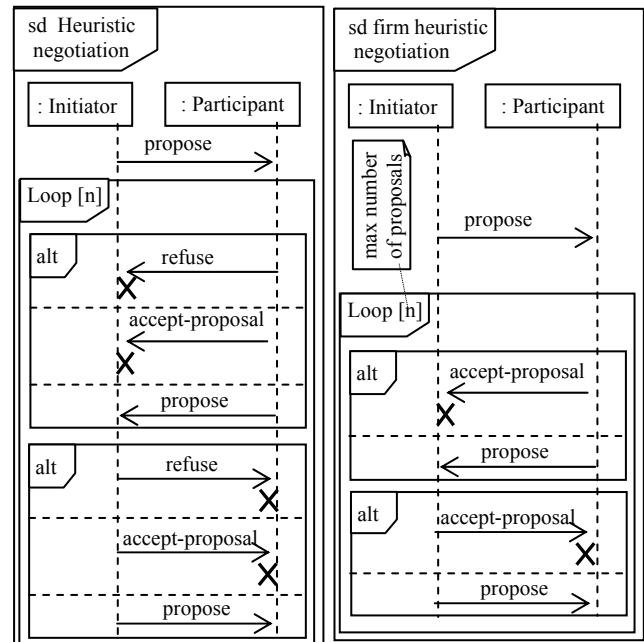 sd Heuristic
negotiation
: Initiator
: Participant
propose
Loop [n]
alt
refuse
accept-proposal
propose
alt
refuse
accept-proposal
propose
sd firm heuristic
negotiation
: Initiator
: Participant
max number
of proposals
propose
Loop [n]
alt
accept-proposal
propose
alt
accept-proposal
propose